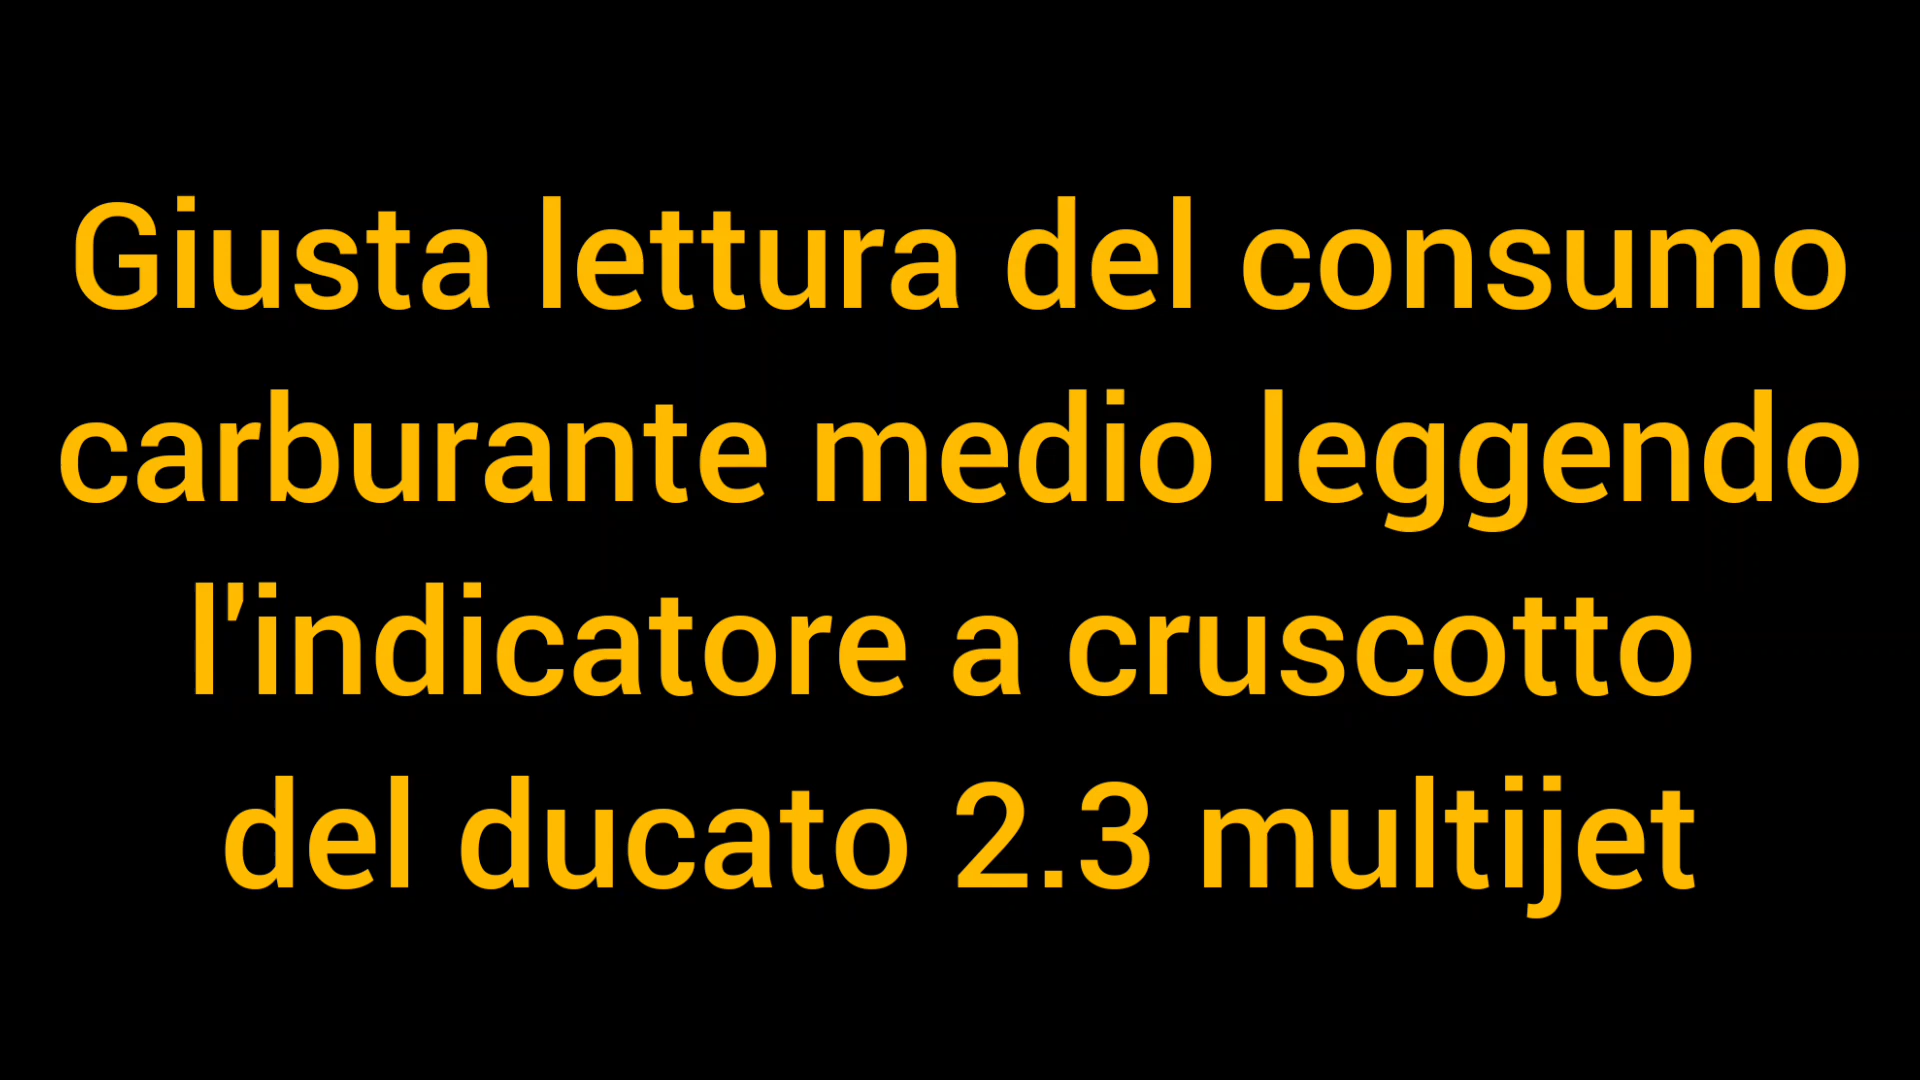 Giusta lettura del consumo
carburante medio leggendo
l'indicatore a cruscotto
del ducato 2.3 multijet